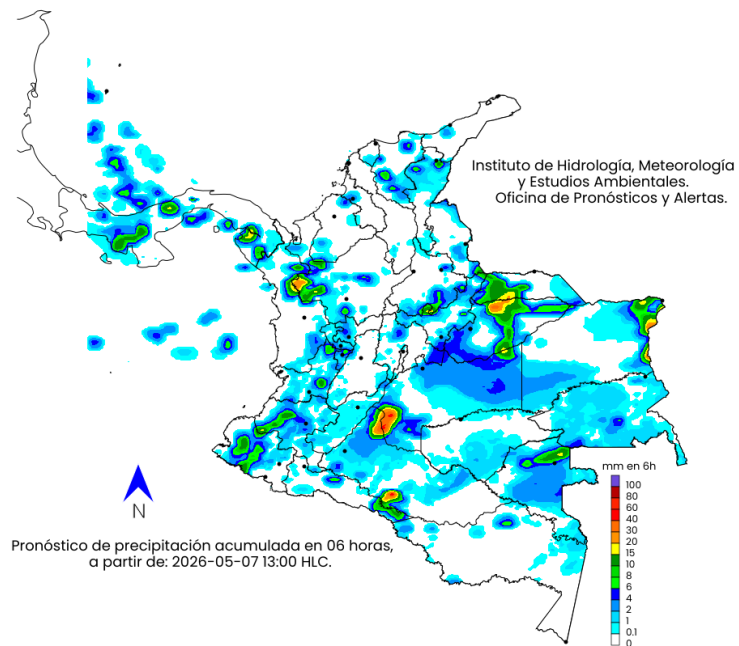 Instituto de Hidrología, Meteorología
y Estudios Ambientales.
Oficina de Pronósticos y Alertas.
N
Pronóstico de precipitación acumulada en 06 horas,
a partir de: 2026-05-07 13:00 HLC.
mm en 6h
100
80
60
40
30
20
15
10
8
6
4
2
1
0.1
0